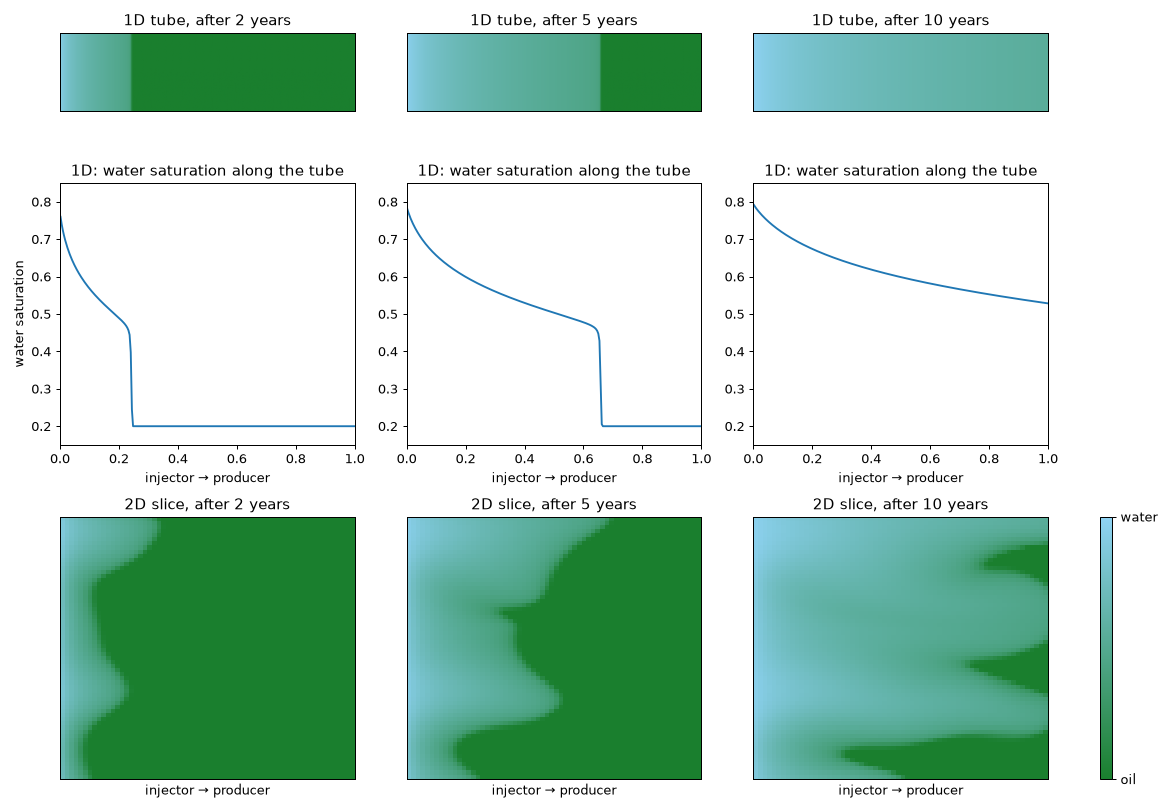 1D tube, after 2 years
1D tube, after 5 years
1D tube, after 10 years
1D: water saturation along the tube
1D: water saturation along the tube
1D: water saturation along the tube
water saturation
0.8
0.7
0.6
0.5
0.4
0.3
0.2
0.0 0.2 0.4 0.6 0.8 1.0
injector → producer
0.8
0.7
0.6
0.5
0.4
0.3
0.2
0.0 0.2 0.4 0.6 0.8 1.0
injector → producer
0.8
0.7
0.6
0.5
0.4
0.3
0.2
0.0 0.2 0.4 0.6 0.8 1.0
injector → producer
2D slice, after 2 years
2D slice, after 5 years
2D slice, after 10 years
injector → producer
injector → producer
injector → producer
water
oil